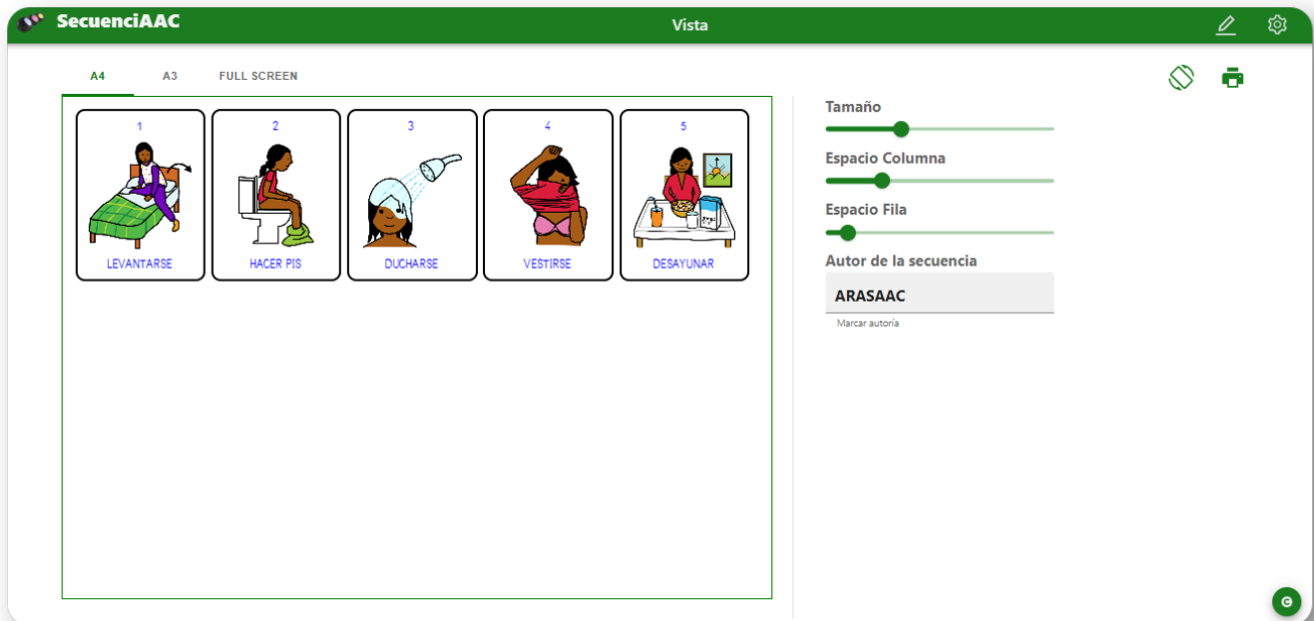 SecuenciAAC
Vista
A4
A3
FULL SCREEN
1
2
3
4
5
LEVANTARSE
HACER PIS
DUCHARSE
VESTIRSE
DESAYUNAR
Tamaño
Espacio Columna
Espacio Fila
Autor de la secuencia
ARASAAC
Marcar autoría